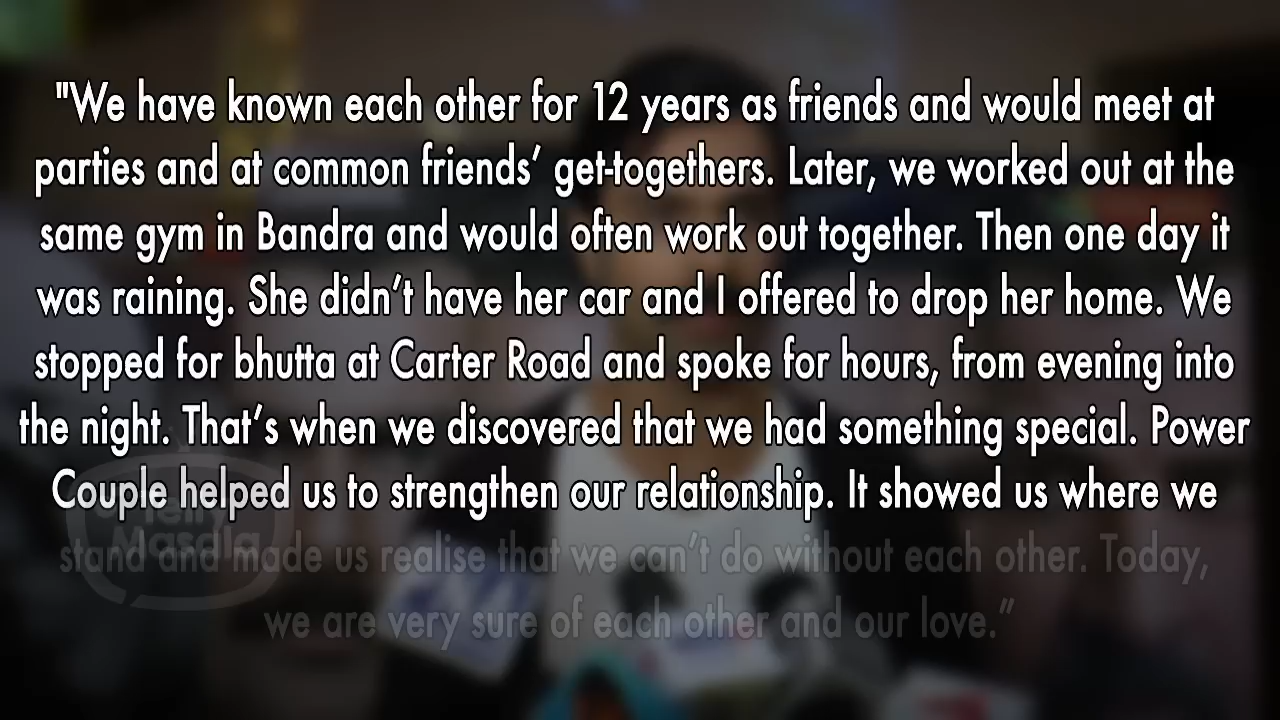 "We have known each other for 12 years as friends and would meet at
parties and at common friends’ get-togethers. Later, we worked out at the
same gym in Bandra and would often work out together. Then one day it
was raining. She didn’t have her car and I offered to drop her home. We
stopped for bhutta at Carter Road and spoke for hours, from evening into
the night. That’s when we discovered that we had something special. Power
Couple helped us to strengthen our relationship. It showed us where we
stand and made us realise that we can’t do without each other. Today,
we are very sure of each other and our love.”
Telly
Masala